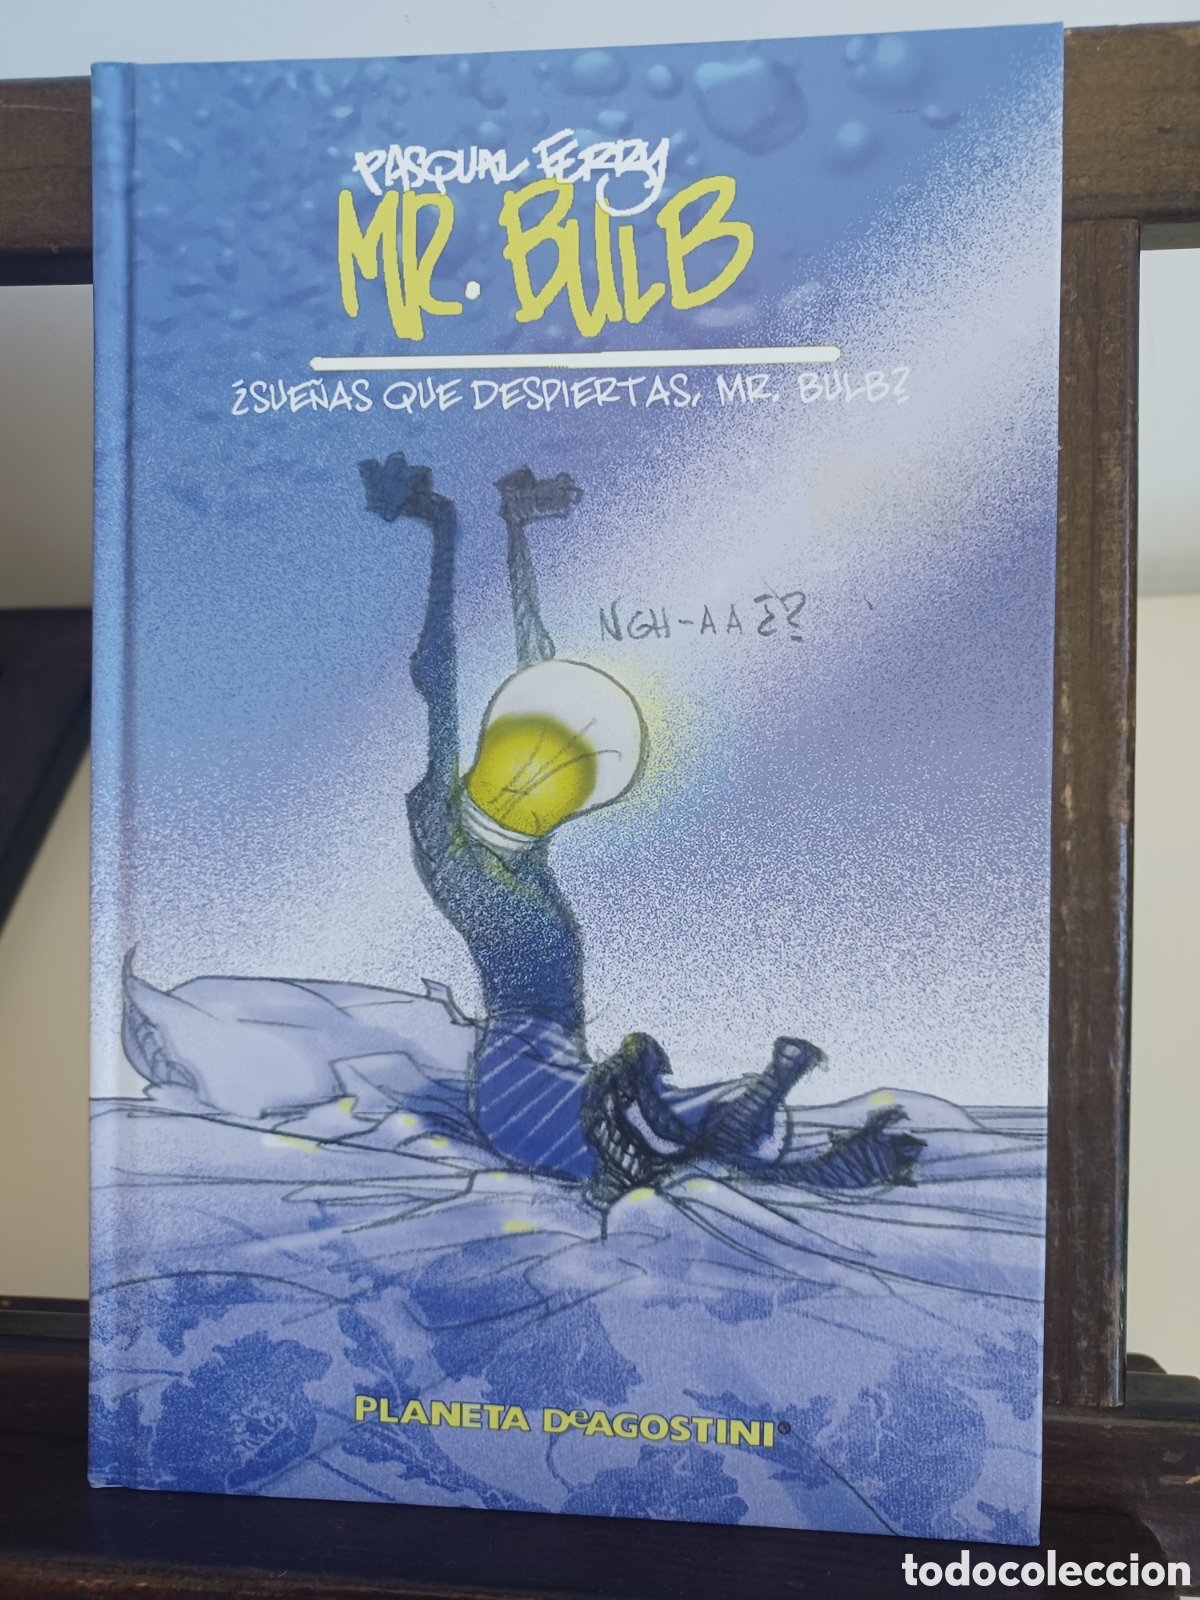 PASQUAL FERRY
MR. BULB
¿SUEÑAS QUE DESPIERTAS, MR. BULB?
NGH-AA¿?
PLANETA DeAGOSTINI®
todocoleccion